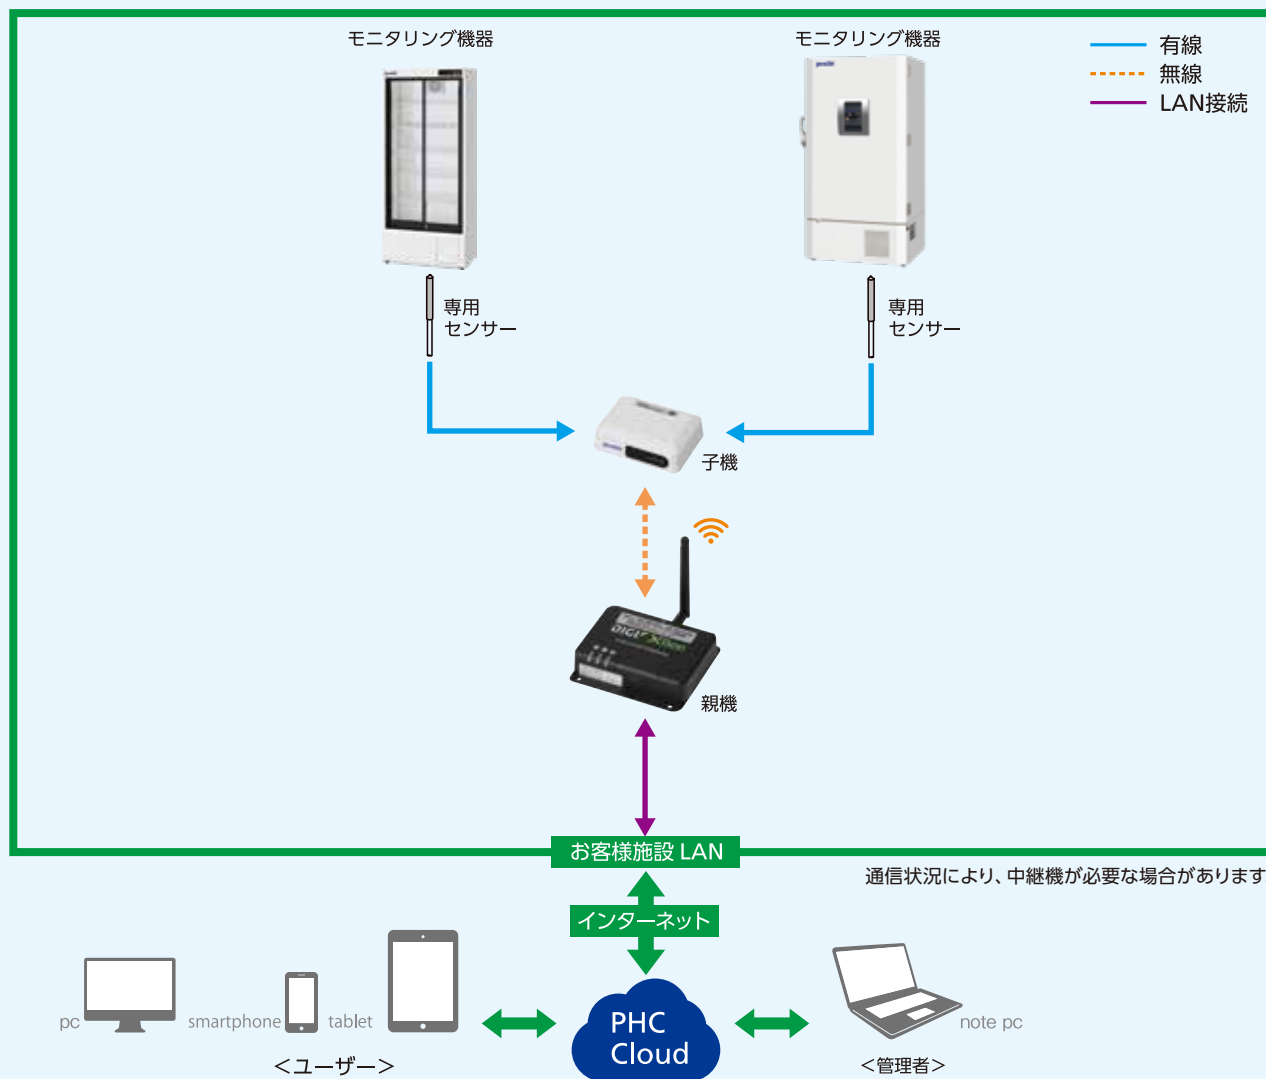 モニタリング機器
モニタリング機器
有線
無線
LAN接続
専用
センサー
専用
センサー
子機
親機
お客様施設 LAN
通信状況により、中継機が必要な場合があります
インターネット
pc
smartphone
tablet
PHC
Cloud
note pc
＜ユーザー＞
＜管理者＞